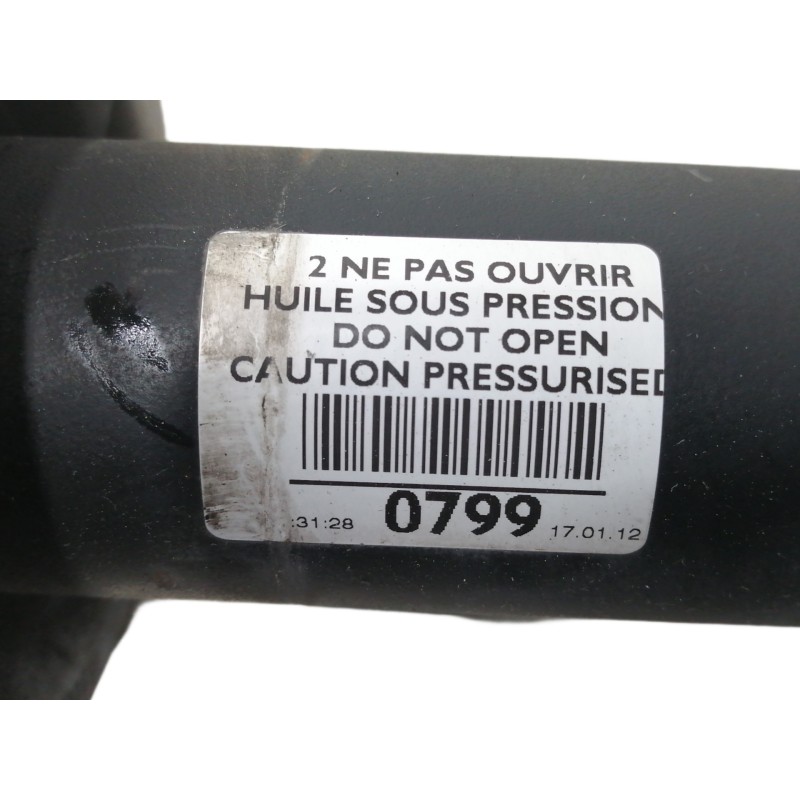 2 NE PAS OUVRIR
HUILE SOUS PRESSION
DO NOT OPEN
CAUTION PRESSURISED
:31:28 0799 17.01.12